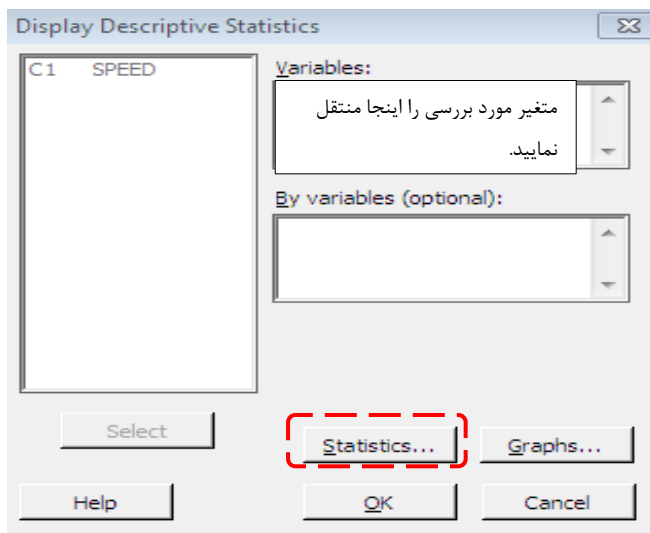 Display Descriptive Statistics
C1 SPEED
Variables:
متغیر مورد بررسی را اینجا منتقل
نمایید.
By variables (optional):
Select
Statistics...
Graphs...
Help
OK
Cancel